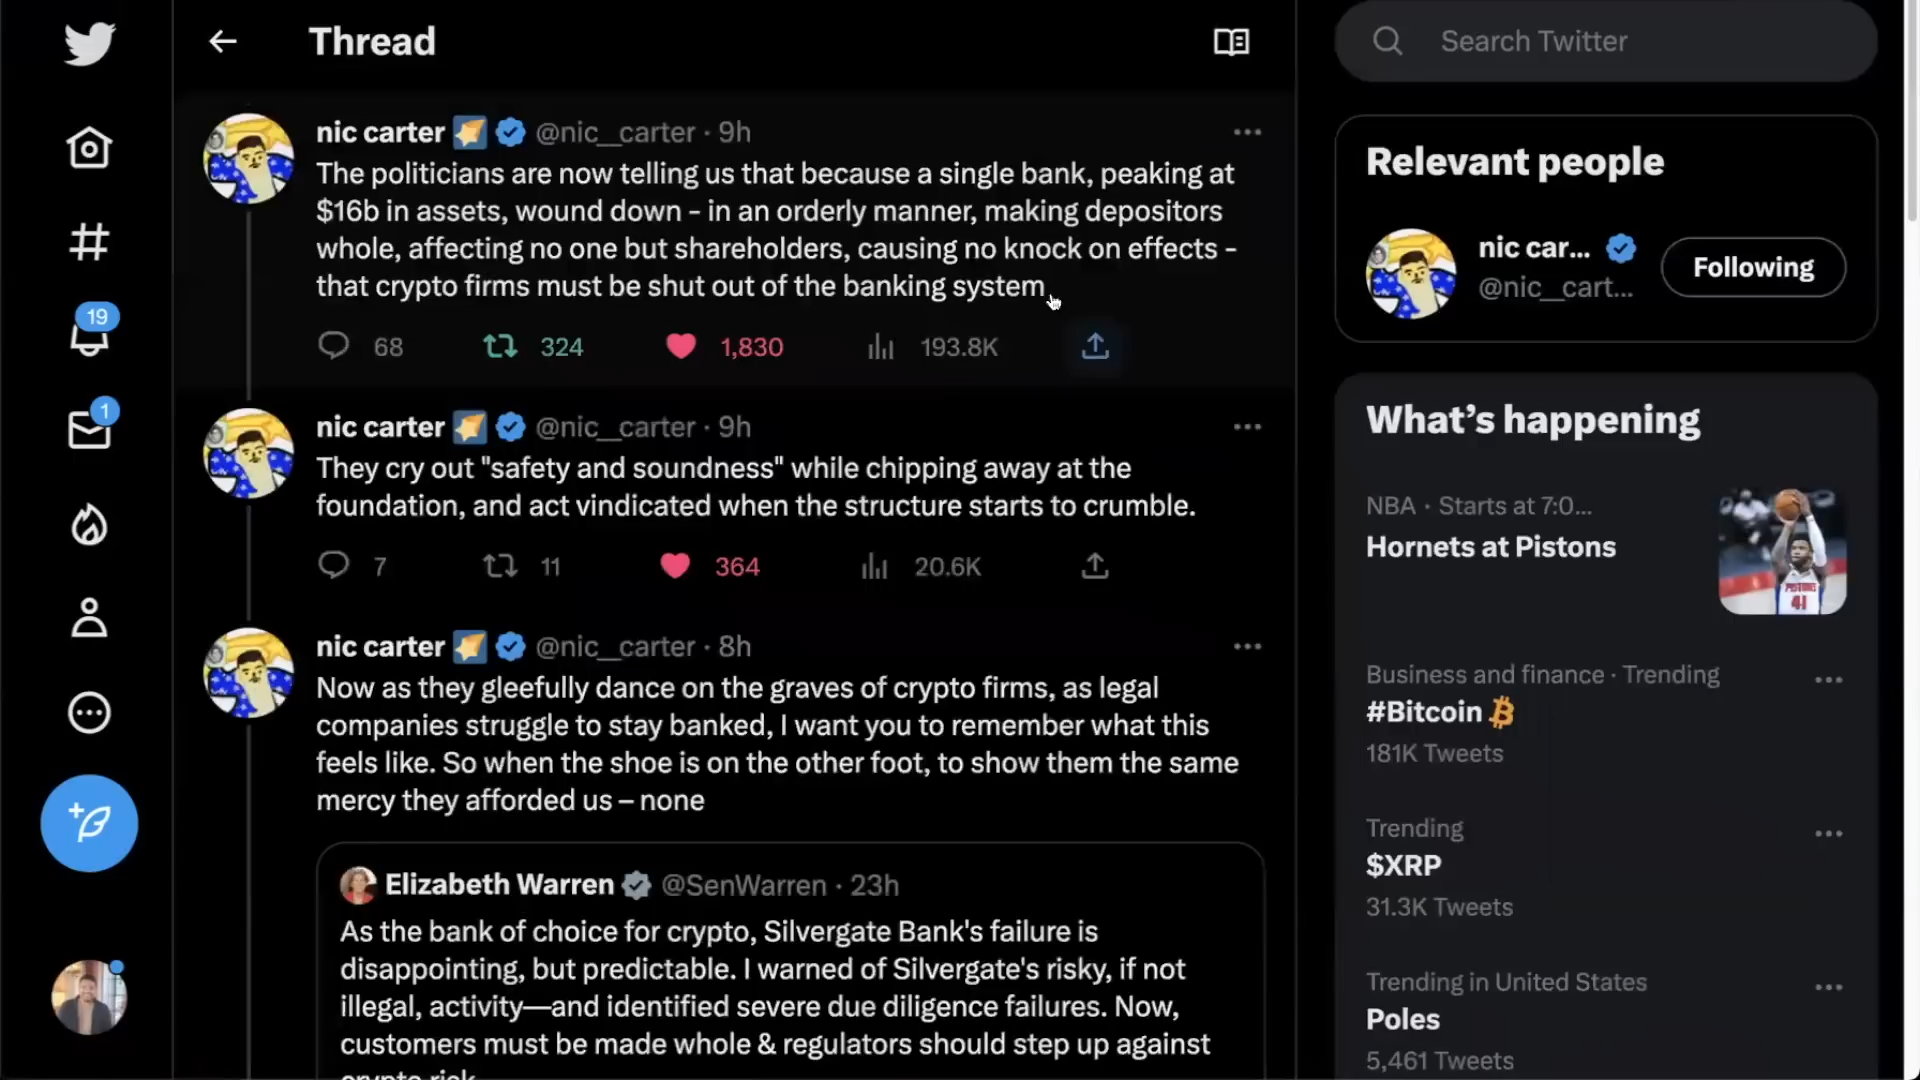 Thread
Search Twitter
nic carter @nic__carter · 9h
The politicians are now telling us that because a single bank, peaking at
$16b in assets, wound down - in an orderly manner, making depositors
whole, affecting no one but shareholders, causing no knock on effects -
that crypto firms must be shut out of the banking system
68 324 1,830 193.8K
nic carter @nic__carter · 9h
They cry out "safety and soundness" while chipping away at the
foundation, and act vindicated when the structure starts to crumble.
7 11 364 20.6K
nic carter @nic__carter · 8h
Now as they gleefully dance on the graves of crypto firms, as legal
companies struggle to stay banked, I want you to remember what this
feels like. So when the shoe is on the other foot, to show them the same
mercy they afforded us – none
Elizabeth Warren @SenWarren · 23h
As the bank of choice for crypto, Silvergate Bank's failure is
disappointing, but predictable. I warned of Silvergate's risky, if not
illegal, activity—and identified severe due diligence failures. Now,
customers must be made whole & regulators should step up against
crypto risk
19
1
Relevant people
nic car...
@nic__cart...
Following
What's happening
NBA · Starts at 7:0...
Hornets at Pistons
PISTONS
41
Business and finance · Trending
#Bitcoin
181K Tweets
Trending
$XRP
31.3K Tweets
Trending in United States
Poles
5,461 Tweets